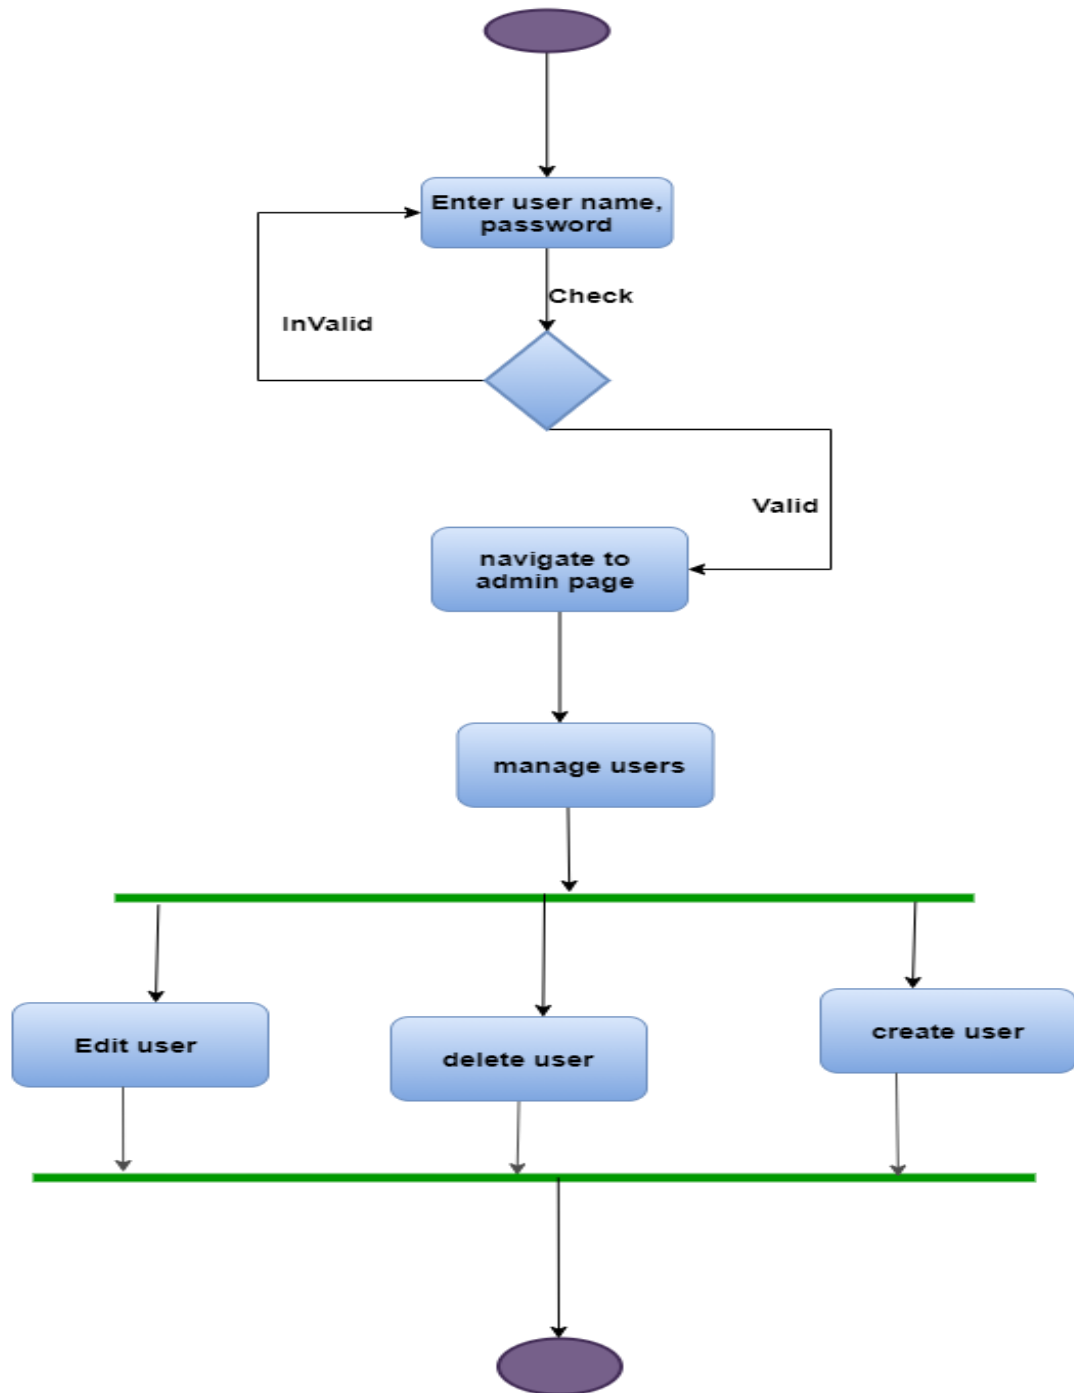 Enter user name,
password
Check
InValid
Valid
navigate to
admin page
manage users
Edit user
delete user
create user